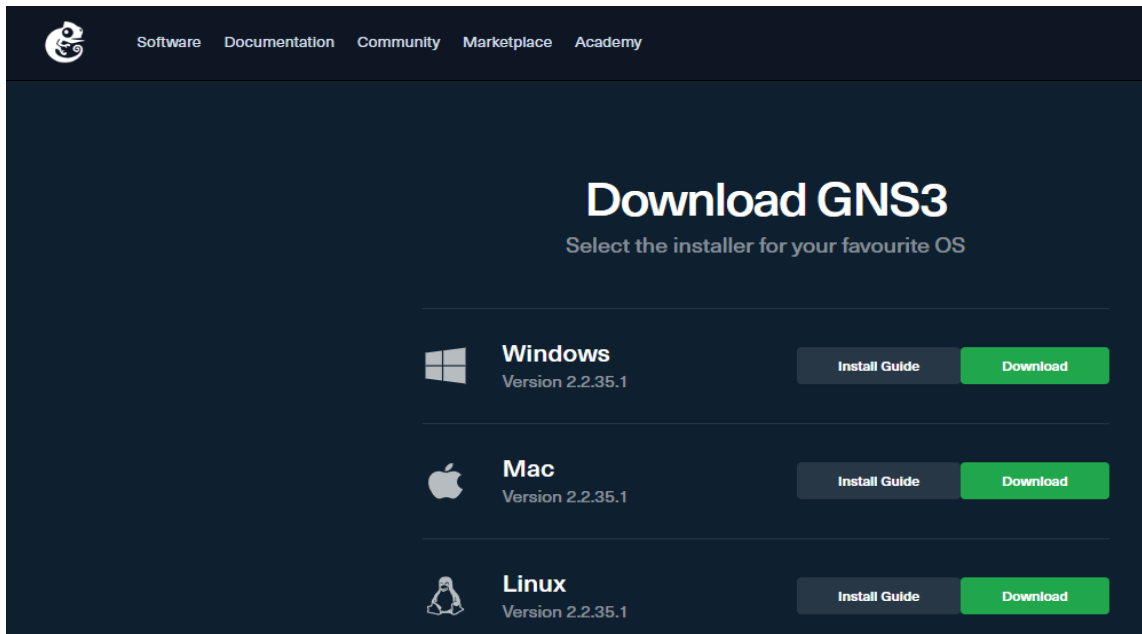 Software Documentation Community Marketplace Academy
Download GNS3
Select the installer for your favourite OS
Windows
Version 2.2.35.1
Install Guide Download
Mac
Version 2.2.35.1
Install Guide Download
Linux
Version 2.2.35.1
Install Guide Download